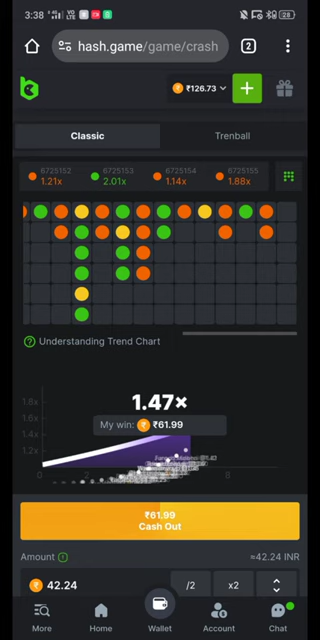 3:38
28
hash.game/game/crash
2
₹126.73
Classic
Trenball
6725152
6725153
6725154
6725155
1.21x
2.01x
1.14x
1.88x
Understanding Trend Chart
1.8x
1.6x
1.4x
1.2x
1.47×
My win: ₹61.99
0
8
₹61.99
Cash Out
Amount
≈42.24 INR
42.24
/2
x2
More
Home
Wallet
Account
Chat